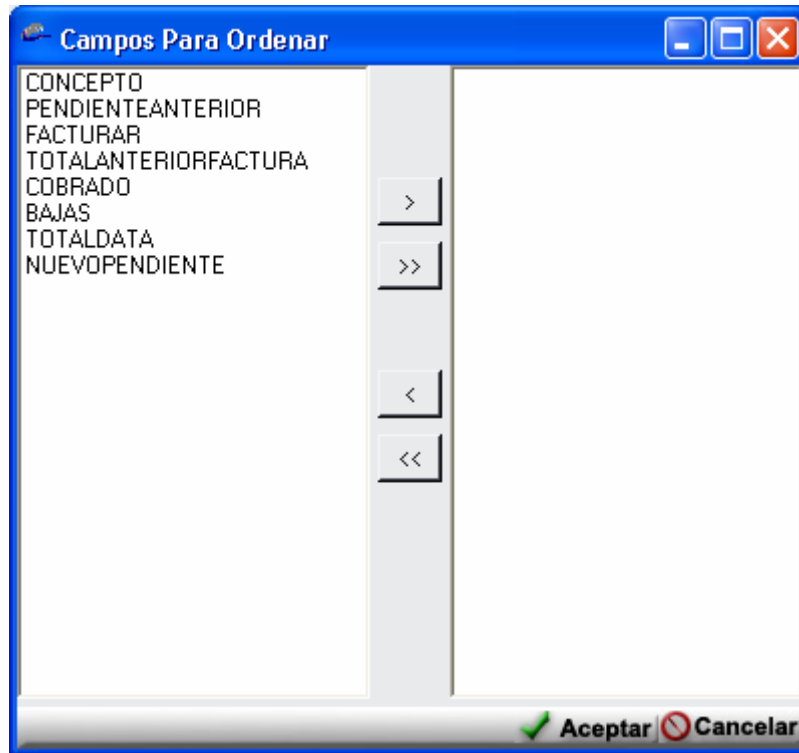 Campos Para Ordenar
CONCEPTO
PENDIENTEANTERIOR
FACTURAR
TOTALANTERIORFACTURA
COBRADO
BAJAS
TOTALDATA
NUEVOPENDIENTE
>
>>
<
<<
Aceptar Cancelar